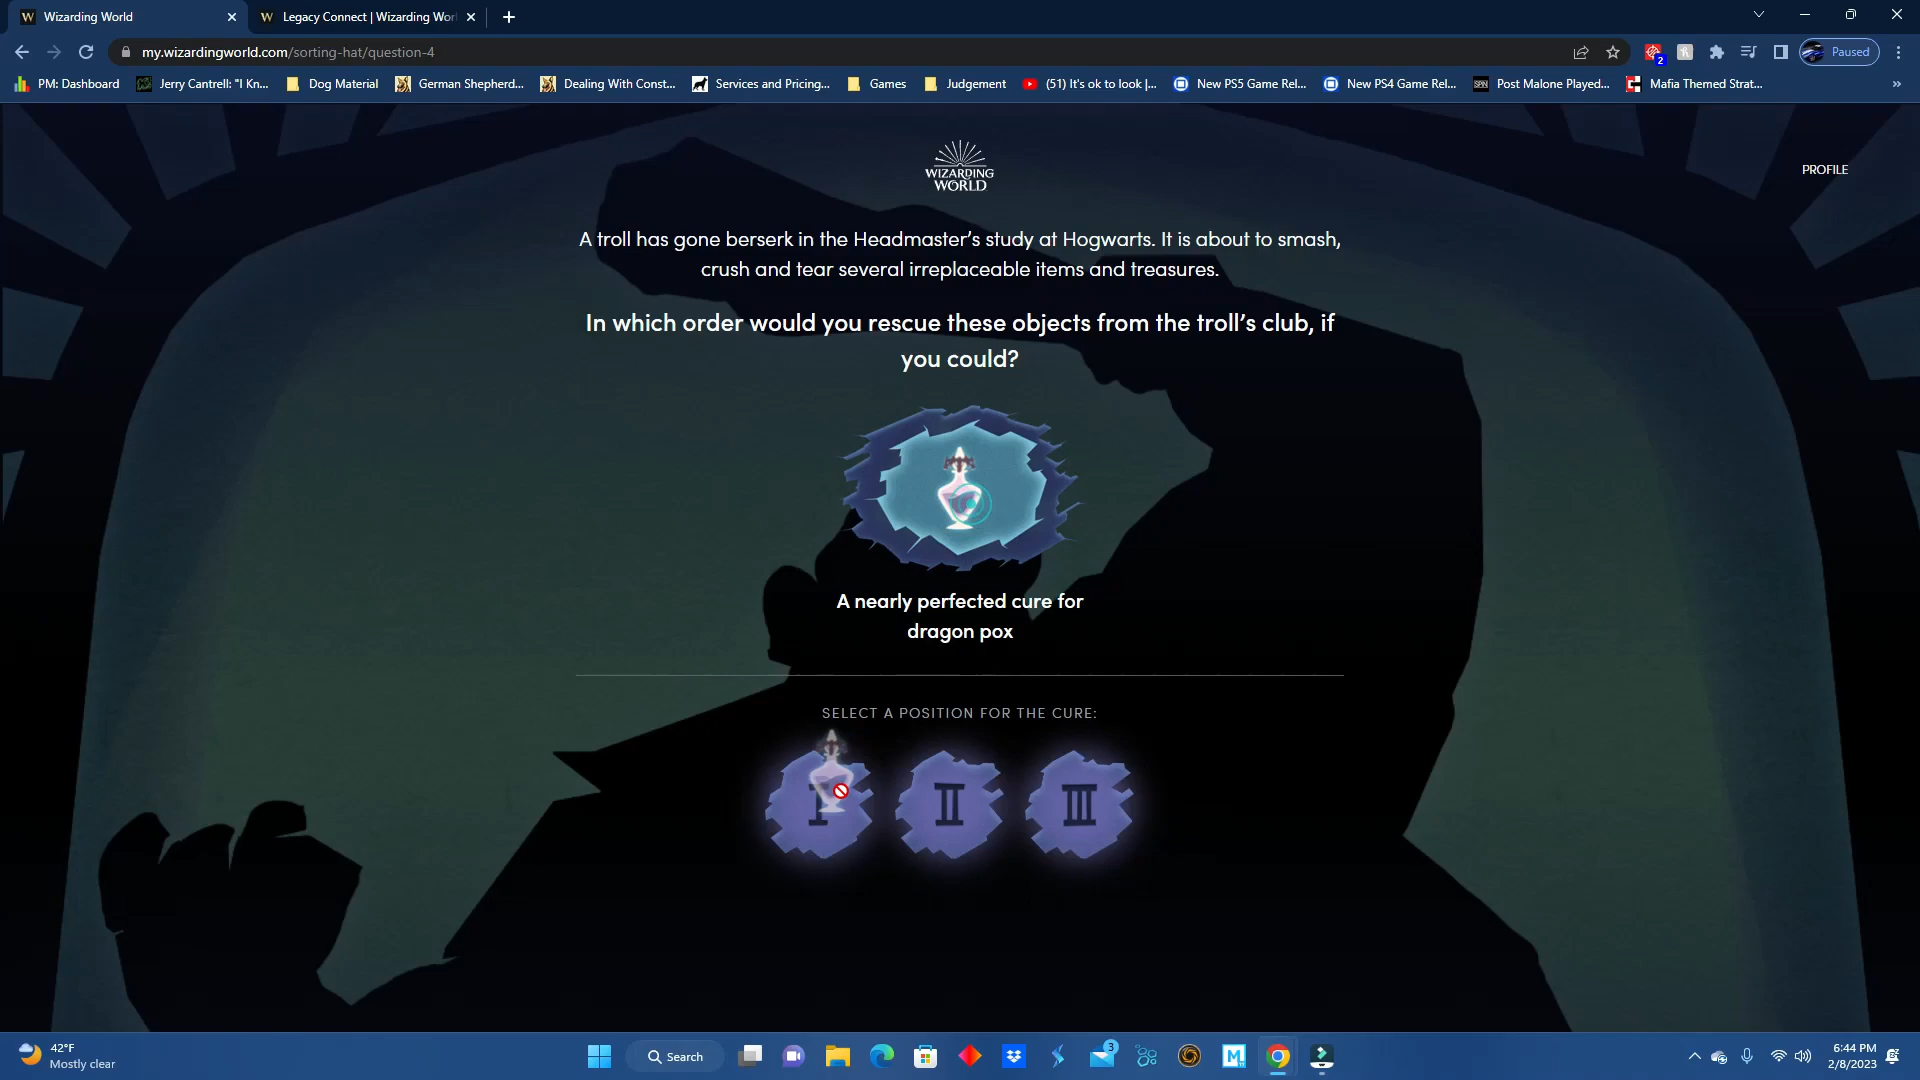 Wizarding World
Legacy Connect | Wizarding Wor
my.wizardingworld.com/sorting-hat/question-4
2
Paused
PM: Dashboard
Jerry Cantrell: "I Kn...
Dog Material
German Shepherd...
Dealing With Const...
Services and Pricing...
Games
Judgement
(51) It's ok to look |...
New PS5 Game Rel...
New PS4 Game Rel...
SPIN
Post Malone Played...
Mafia Themed Strat...
WIZARDING
WORLD
PROFILE
A troll has gone berserk in the Headmaster's study at Hogwarts. It is about to smash,
crush and tear several irreplaceable items and treasures.
In which order would you rescue these objects from the troll's club, if
you could?
A nearly perfected cure for
dragon pox
SELECT A POSITION FOR THE CURE:
I II III
42°F
Mostly clear
Search
3
6:44 PM
2/8/2023